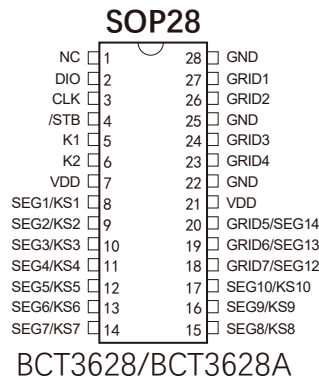 SOP28
NC 1 28 GND
DIO 2 27 GRID1
CLK 3 26 GRID2
/STB 4 25 GND
K1 5 24 GRID3
K2 6 23 GRID4
VDD 7 22 GND
SEG1/KS1 8 21 VDD
SEG2/KS2 9 20 GRID5/SEG14
SEG3/KS3 10 19 GRID6/SEG13
SEG4/KS4 11 18 GRID7/SEG12
SEG5/KS5 12 17 SEG10/KS10
SEG6/KS6 13 16 SEG9/KS9
SEG7/KS7 14 15 SEG8/KS8
BCT3628/BCT3628A